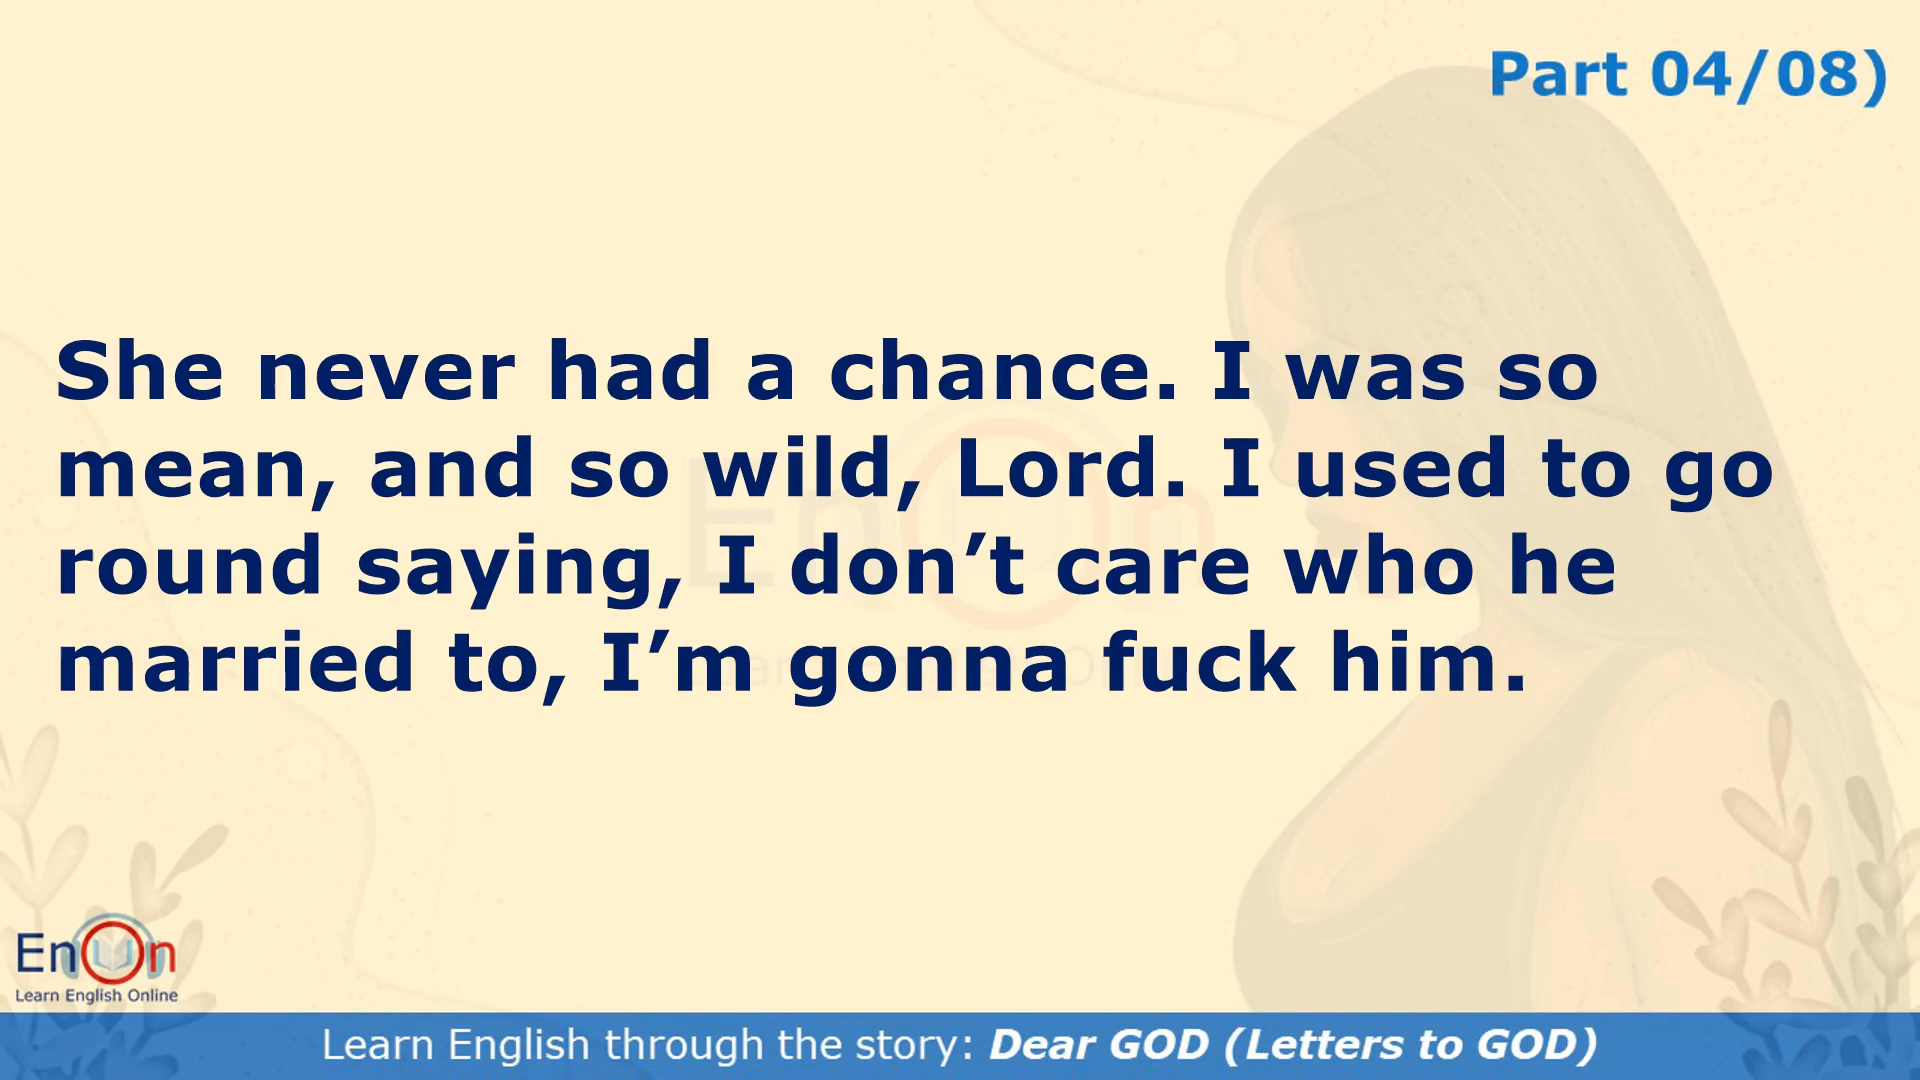 Part 04/08)
She never had a chance. I was so
mean, and so wild, Lord. I used to go
round saying, I don’t care who he
married to, I’m gonna fuck him.
EnOn
Learn English Online
Learn English through the story: Dear GOD (Letters to GOD)